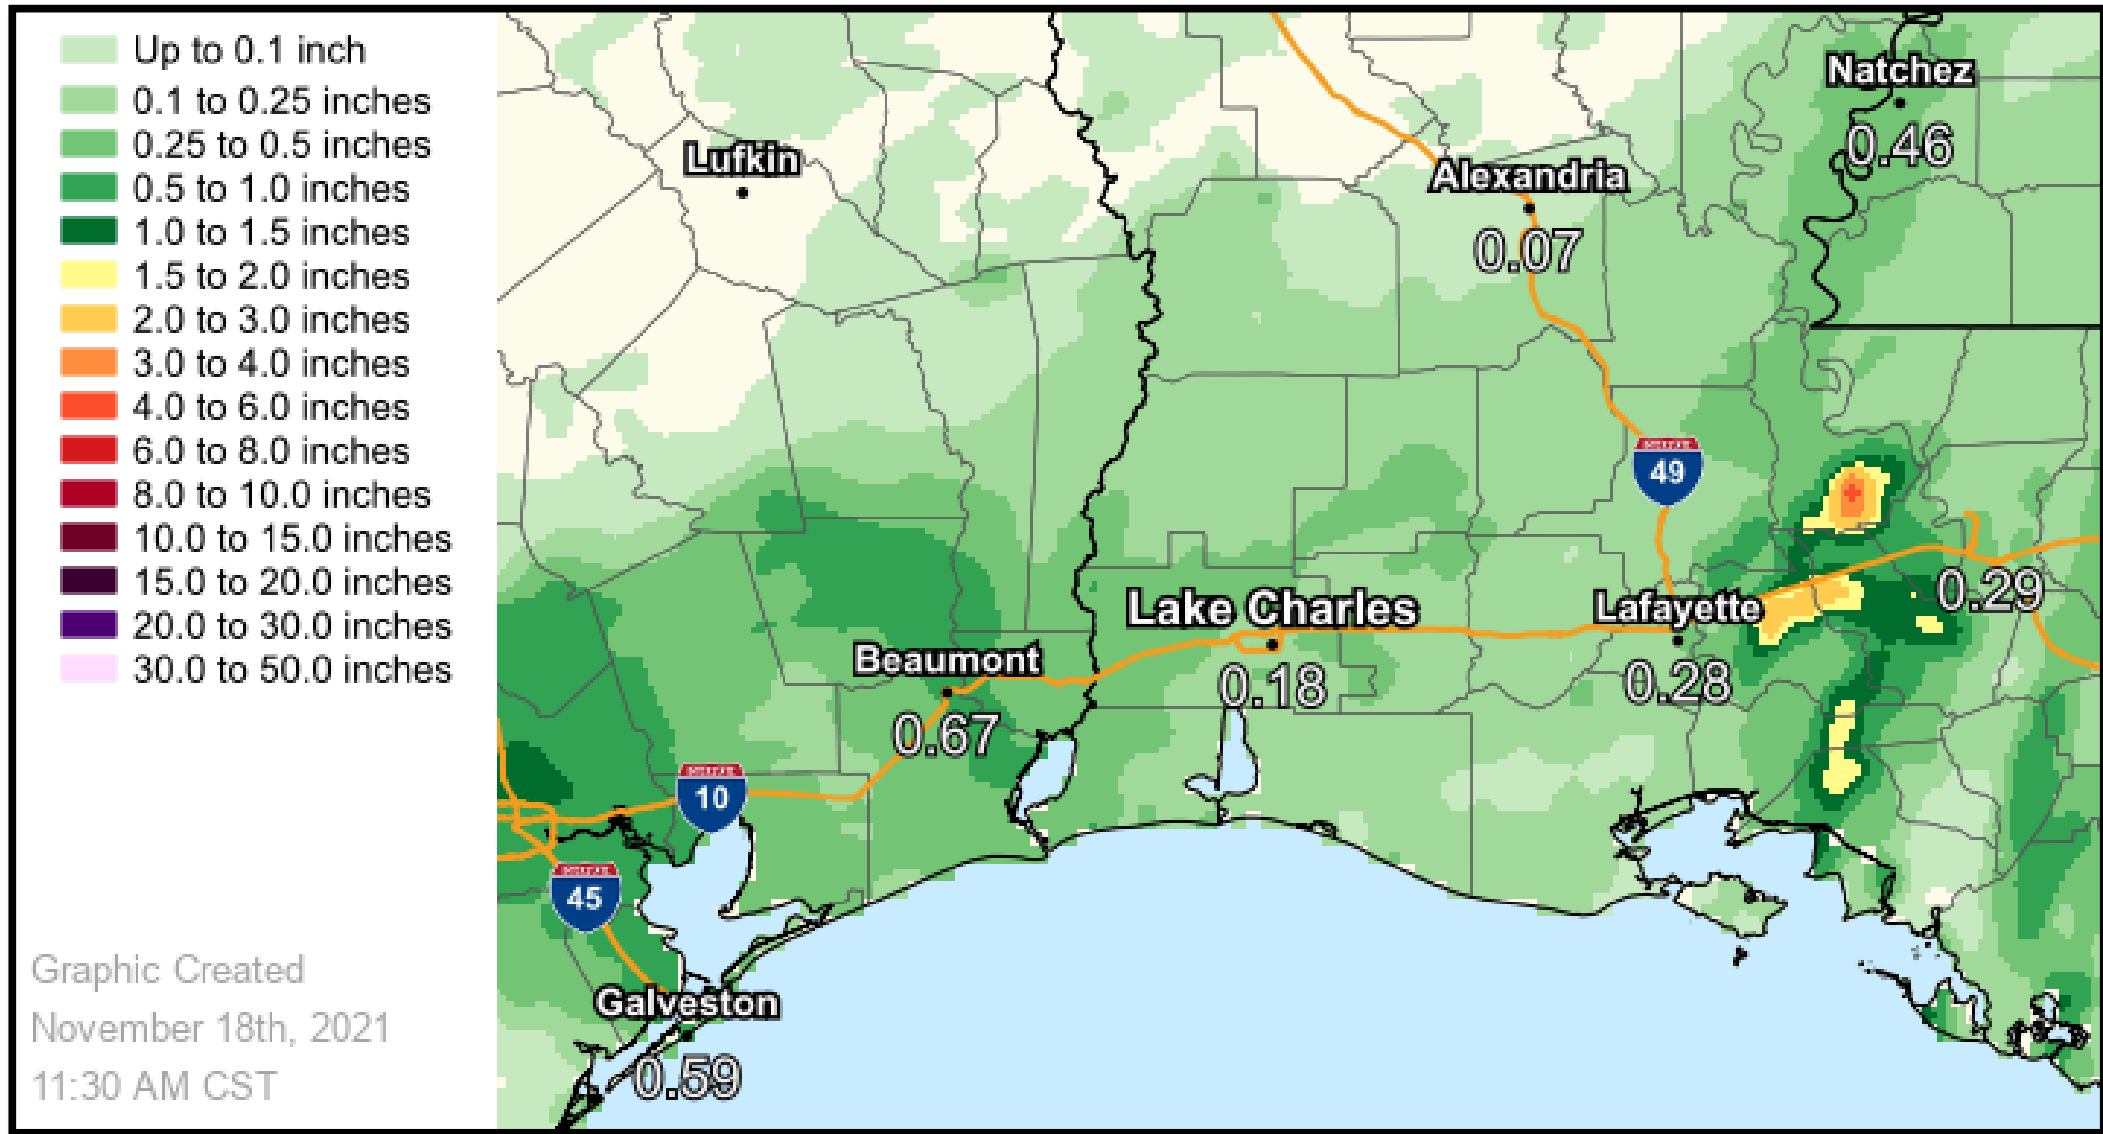 Up to 0.1 inch
0.1 to 0.25 inches
0.25 to 0.5 inches
0.5 to 1.0 inches
1.0 to 1.5 inches
1.5 to 2.0 inches
2.0 to 3.0 inches
3.0 to 4.0 inches
4.0 to 6.0 inches
6.0 to 8.0 inches
8.0 to 10.0 inches
10.0 to 15.0 inches
15.0 to 20.0 inches
20.0 to 30.0 inches
30.0 to 50.0 inches
Graphic Created
November 18th, 2021
11:30 AM CST
Natchez
0.46
Lufkin
Alexandria
0.07
49
0.29
Lake Charles
0.18
Lafayette
0.28
Beaumont
0.67
10
45
Galveston
0.59